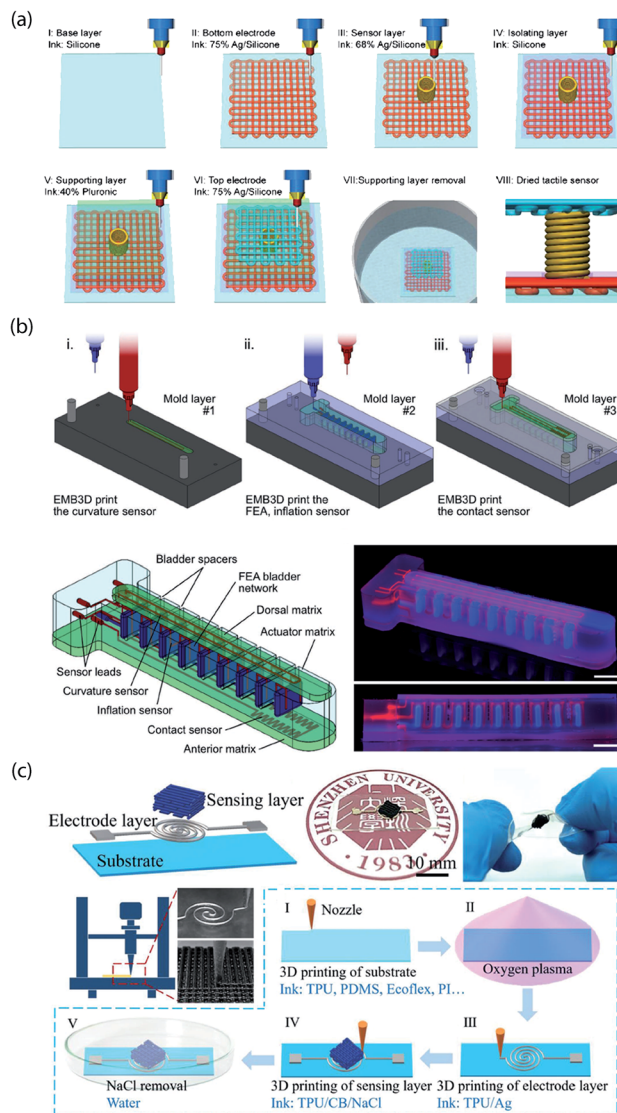 (a)
I: Base layer
Ink: Silicone
II: Bottom electrode
Ink: 75% Ag/Silicone
III: Sensor layer
Ink: 68% Ag/Silicone
IV: Isolating layer
Ink: Silicone
V: Supporting layer
Ink:40% Pluronic
VI: Top electrode
Ink: 75% Ag/Silicone
VII:Supporting layer removal
VIII: Dried tactile sensor
(b)
i.
Mold layer
#1
EMB3D print
the curvature sensor
ii.
Mold layer
#2
EMB3D print the
FEA, inflation sensor
iii.
Mold layer
#3
EMB3D print
the contact sensor
Bladder spacers
FEA bladder
network
Dorsal matrix
Actuator matrix
Sensor leads
Curvature sensor
Inflation sensor
Contact sensor
Anterior matrix
(c)
Sensing layer
Electrode layer
Substrate
SHENZHEN UNIVERSITY
1983
10 mm
I
Nozzle
3D printing of substrate
Ink: TPU, PDMS, Ecoflex, PI…
II
Oxygen plasma
V
NaCl removal
Water
IV
3D printing of sensing layer
Ink: TPU/CB/NaCl
III
3D printing of electrode layer
Ink: TPU/Ag